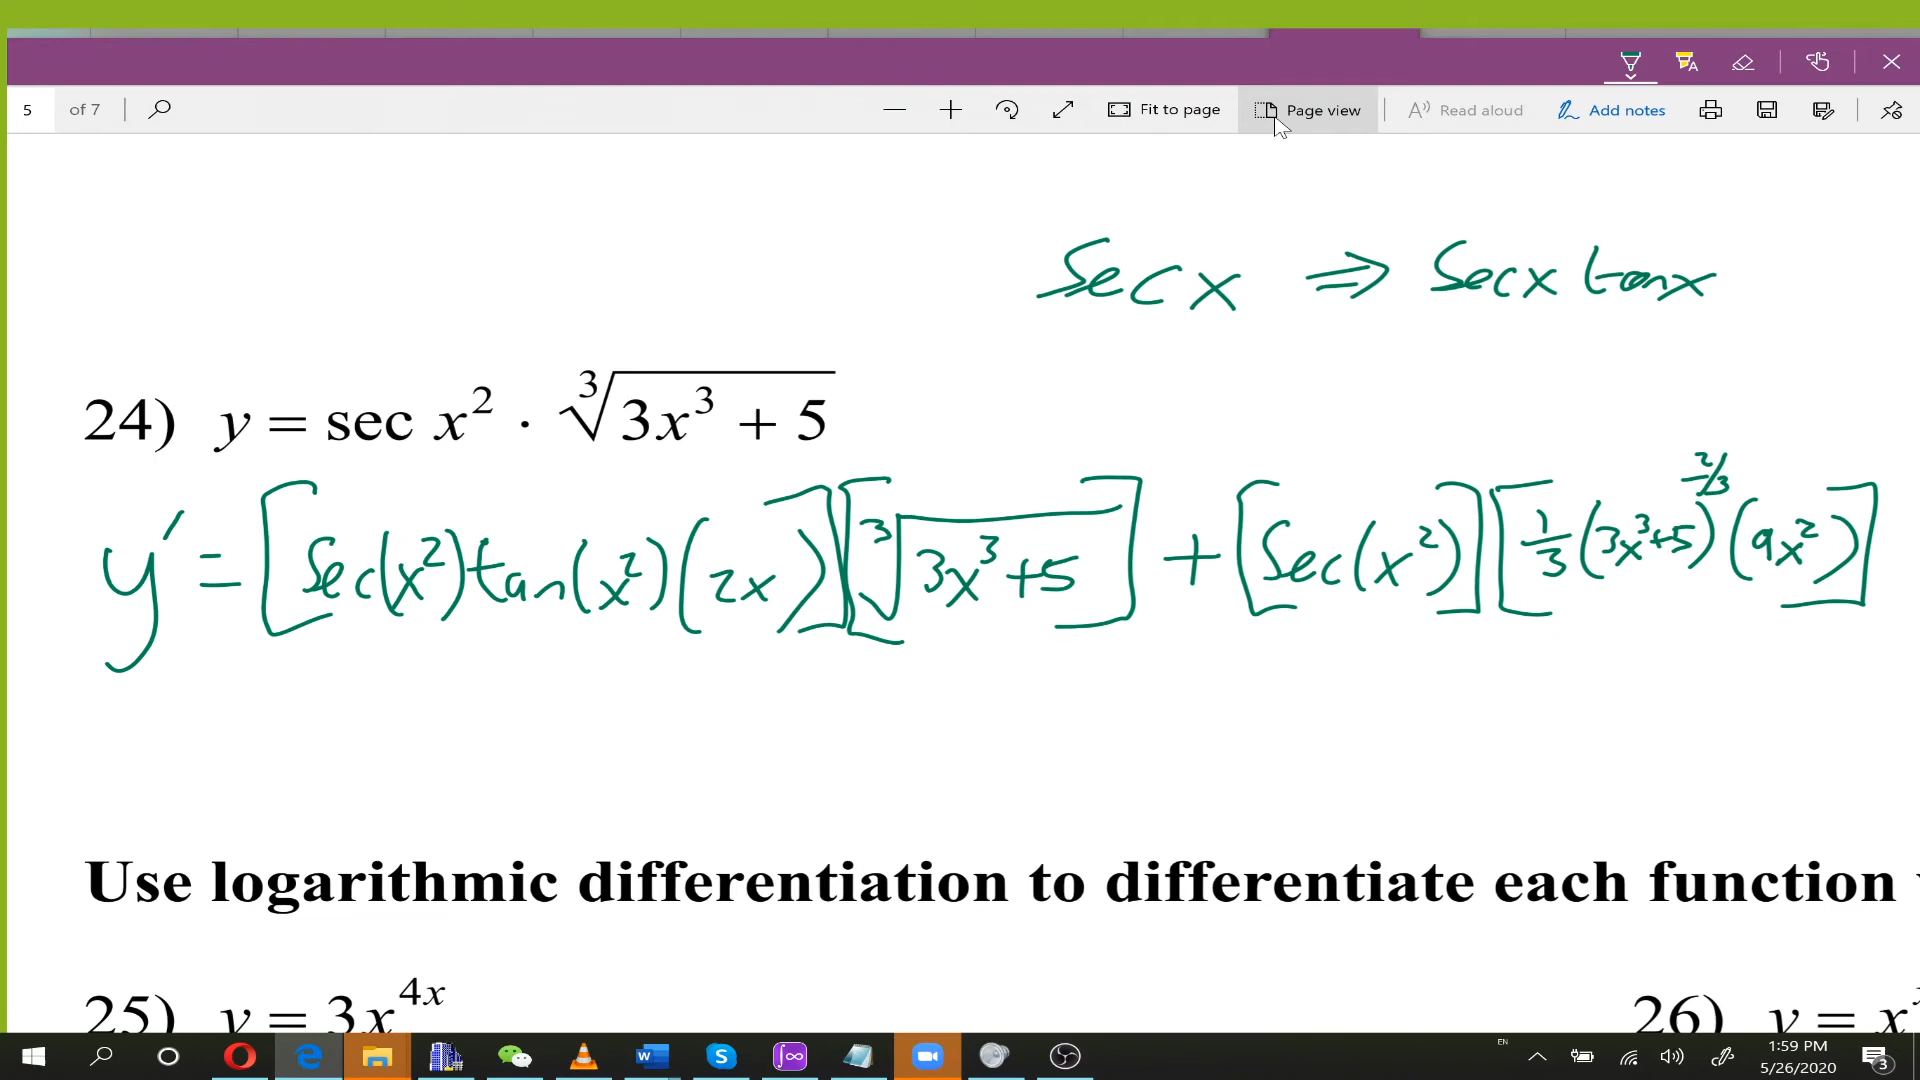 5 of 7 Fit to page Page view Read aloud Add notes
Sec x ⇒ Secx tanx
24) y = sec x² · ∛(3x³ + 5)
y' = [Sec(x²)tan(x²)(2x)][∛(3x³+5)] + [Sec(x²)][1/3(3x³+5)^(-2/3)(9x²)]
Use logarithmic differentiation to differentiate each function
25) y = 3x^(4x)
26) y = x
EN
1:59 PM
5/26/2020
3